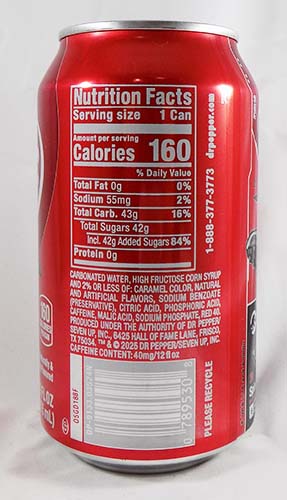 Nutrition Facts
Serving size 1 Can
Amount per serving
Calories 160
% Daily Value
Total Fat 0g 0%
Sodium 55mg 2%
Total Carb. 43g 16%
Total Sugars 42g
Incl. 42g Added Sugars 84%
Protein 0g
CARBONATED WATER, HIGH FRUCTOSE CORN SYRUP
AND 2% OR LESS OF: CARAMEL COLOR, NATURAL
AND ARTIFICIAL FLAVORS, SODIUM BENZOATE
(PRESERVATIVE), CITRIC ACID, PHOSPHORIC ACID,
CAFFEINE, MALIC ACID, SODIUM PHOSPHATE, RED 40.
PRODUCED UNDER THE AUTHORITY OF DR PEPPER/
SEVEN UP, INC., 6425 HALL OF FAME LANE, FRISCO,
TX 75034. ™ & © 2025 DR PEPPER/SEVEN UP, INC.
CAFFEINE CONTENT: 40mg/12 fl oz
1-888-377-3773 drpepper.com
PLEASE RECYCLE
160